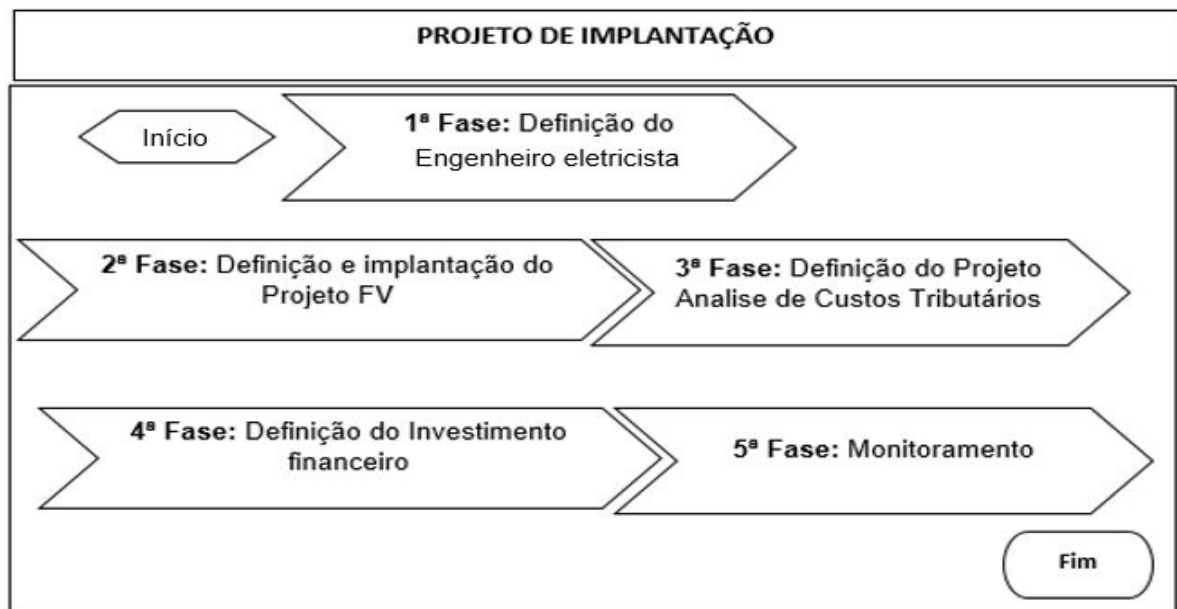 PROJETO DE IMPLANTAÇÃO
Início
1ª Fase: Definição do
Engenheiro eletricista
2ª Fase: Definição e implantação do
Projeto FV
3ª Fase: Definição do Projeto
Analise de Custos Tributários
4ª Fase: Definição do Investimento
financeiro
5ª Fase: Monitoramento
Fim